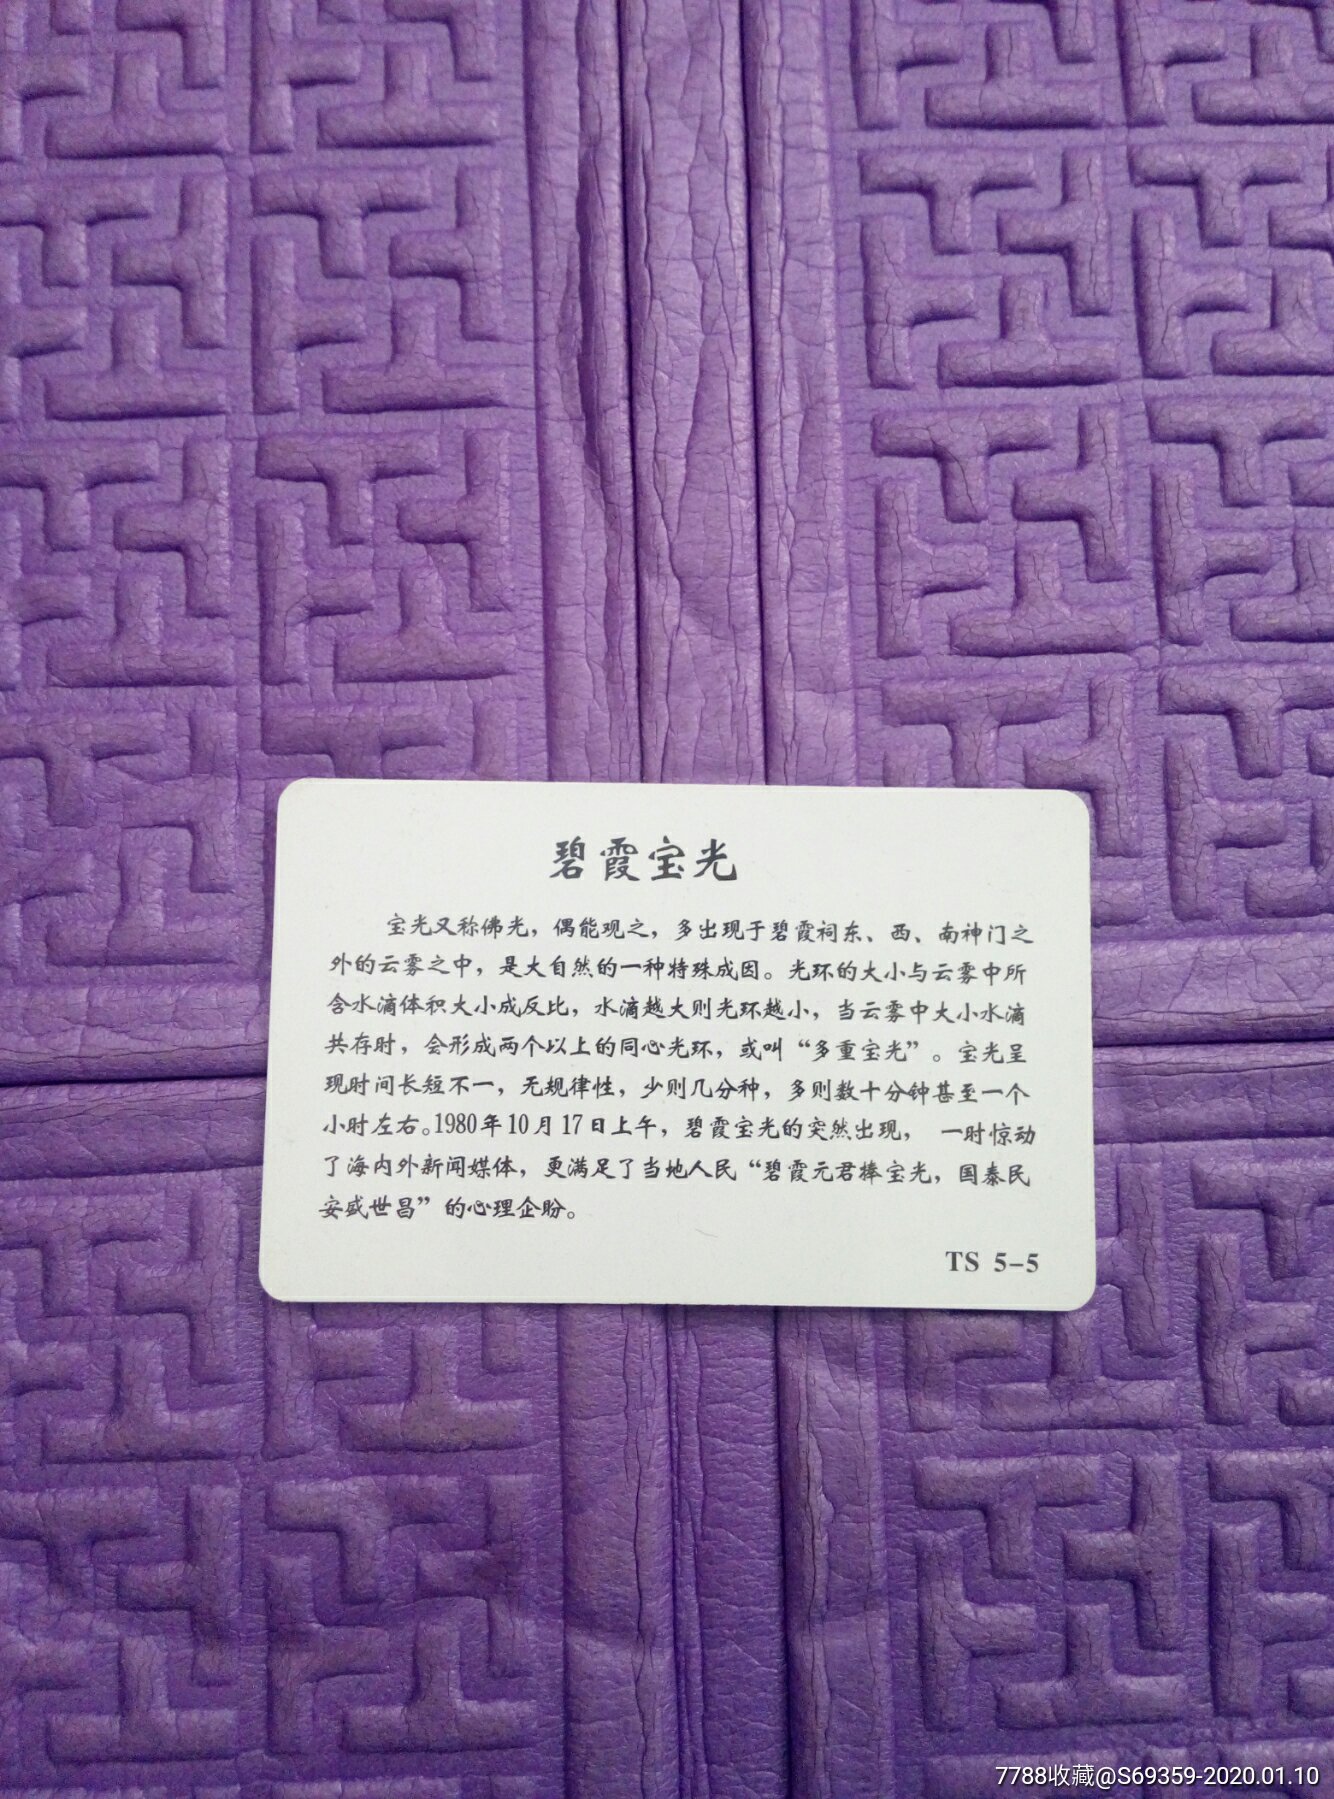 碧霞宝光
宝光又称佛光，偶能观之，多出现于碧霞祠东、西、南神门之
外的云雾之中，是大自然的一种特殊成因。光环的大小与云雾中所
含水滴体积大小成反比，水滴越大则光环越小，当云雾中大小水滴
共存时，会形成两个以上的同心光环，或叫“多重宝光”。宝光呈
现时间长短不一，无规律性，少则几分种，多则数十分钟甚至一个
小时左右。1980年10月17日上午，碧霞宝光的突然出现， 一时惊动
了海内外新闻媒体，更满足了当地人民“碧霞元君捧宝光，国泰民
安盛世昌”的心理企盼。
TS 5-5
7788收藏@S69359-2020.01.10